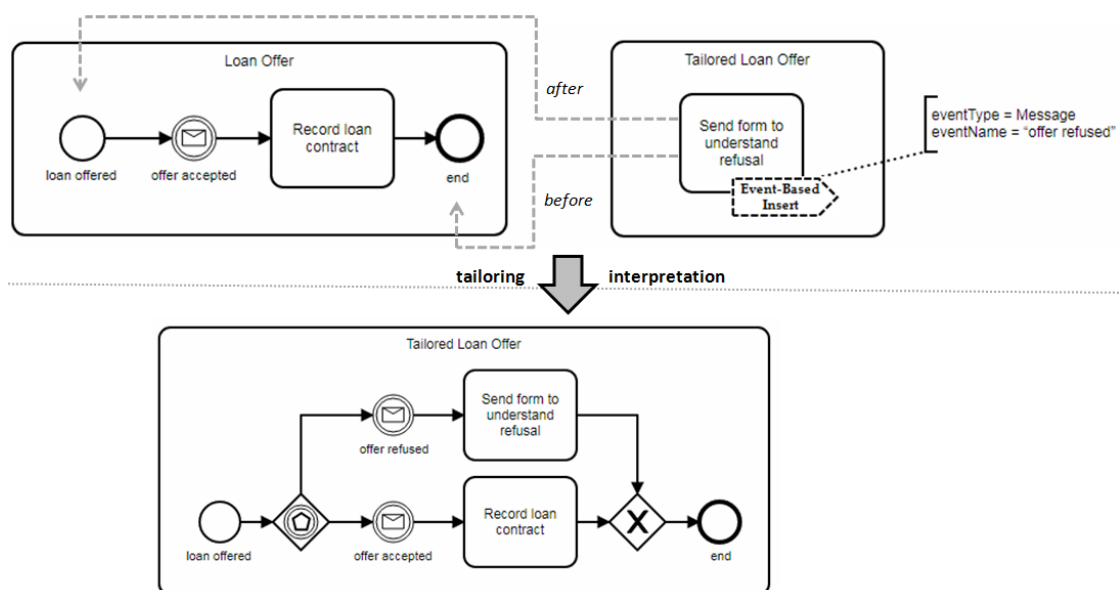 Loan Offer
loan offered
offer accepted
Record loan
contract
end
after
before
Tailored Loan Offer
Send form to
understand
refusal
Event-Based
Insert
eventType = Message
eventName = “offer refused”
tailoring
interpretation
Tailored Loan Offer
offer refused
Send form to
understand
refusal
loan offered
offer accepted
Record loan
contract
X
end